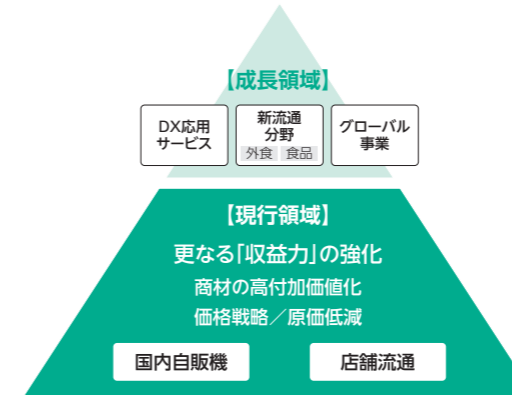 【成長領域】
DX応用
サービス
新流通
分野
外食 食品
グローバル
事業
【現行領域】
更なる「収益力」の強化
商材の高付加価値化
価格戦略／原価低減
国内自販機
店舗流通